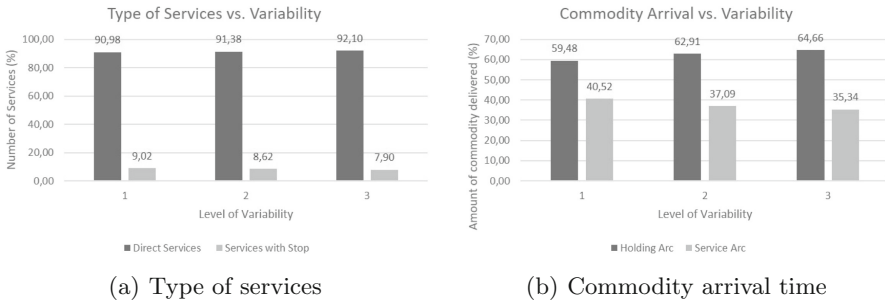 Type of Services vs. Variability
Number of Services (%)
100,00
80,00
60,00
40,00
20,00
0,00
90,98
9,02
91,38
8,62
92,10
7,90
1
2
3
Level of Variability
Direct Services
Services with Stop
(a) Type of services
Commodity Arrival vs. Variability
Amount of commodity delivered (%)
70,00
60,00
50,00
40,00
30,00
20,00
10,00
0,00
59,48
40,52
62,91
37,09
64,66
35,34
1
2
3
Level of Variability
Holding Arc
Service Arc
(b) Commodity arrival time